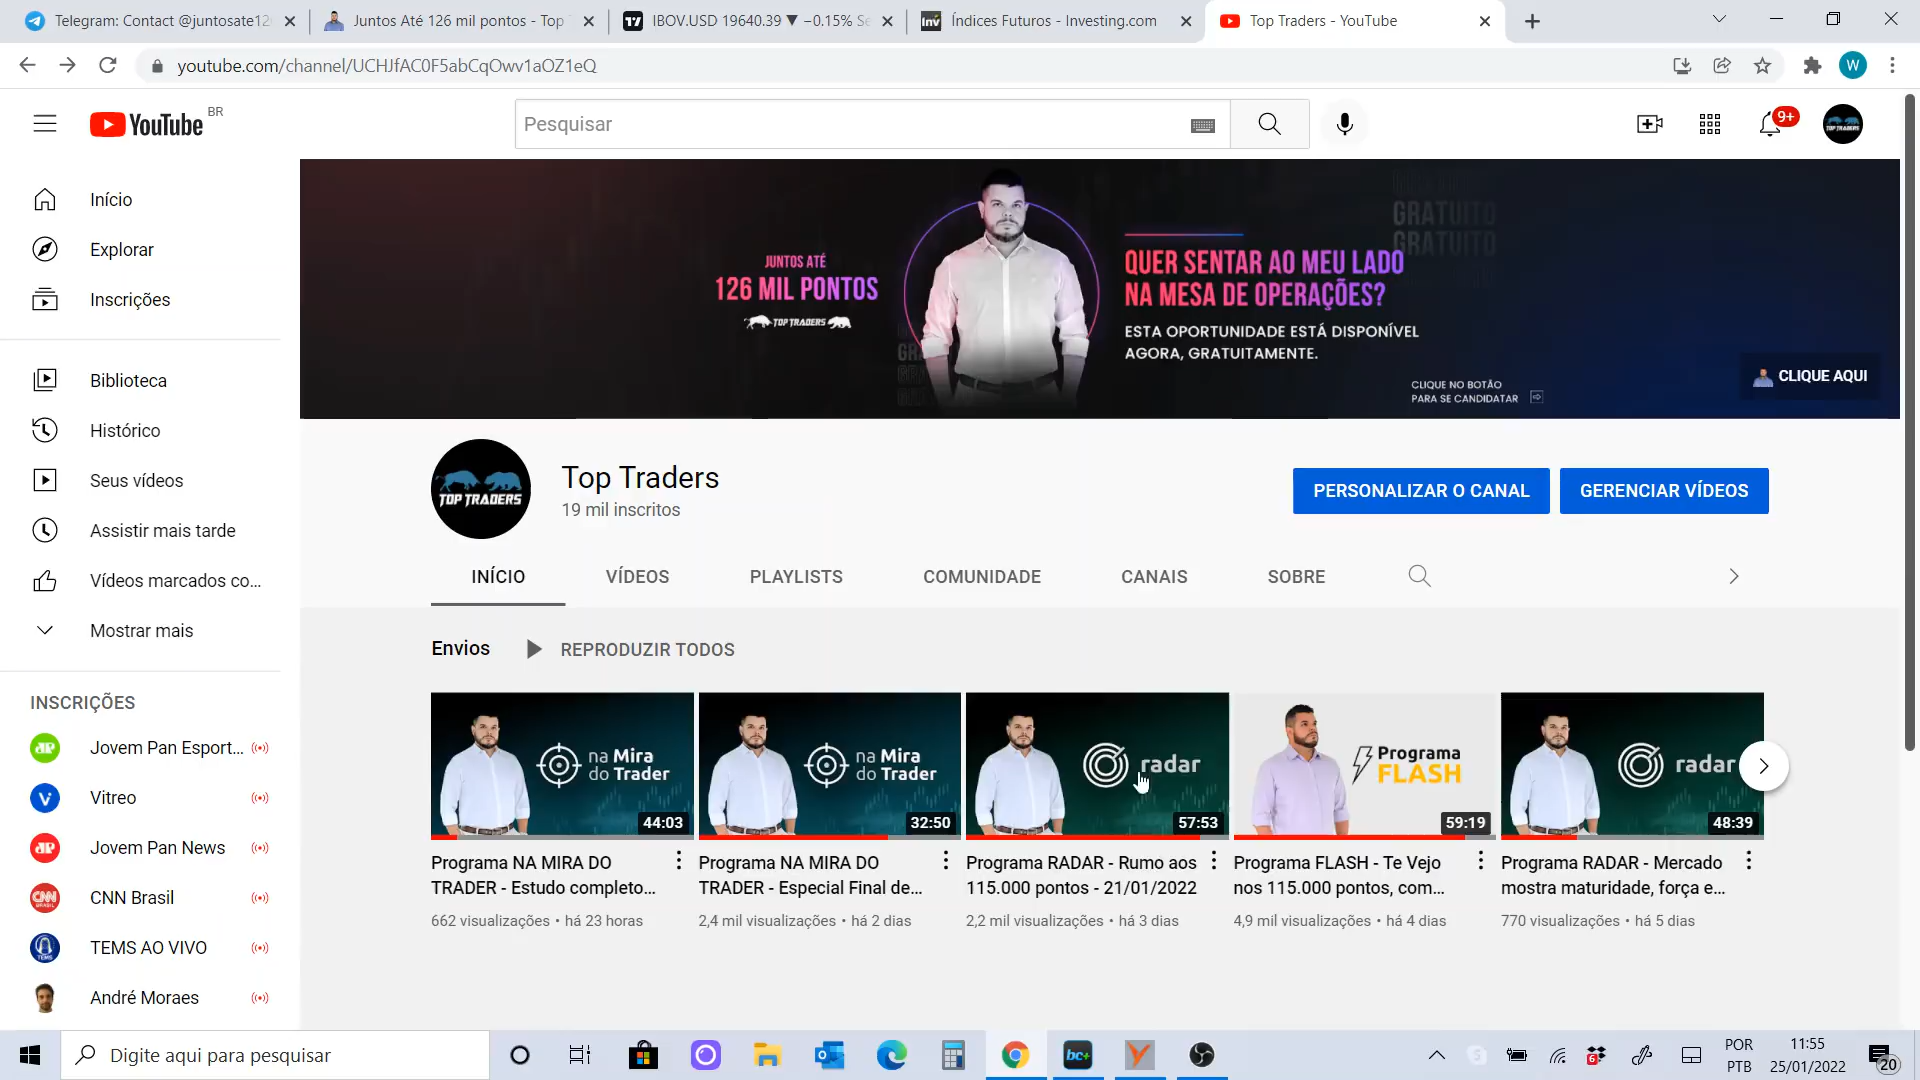 Telegram: Contact @juntosate12
Juntos Até 126 mil pontos - Top
IBOV.USD 19640.39 ▼ −0.15% Se
Índices Futuros - Investing.com
Top Traders - YouTube
youtube.com/channel/UCHJfAC0F5abCqOwv1aOZ1eQ
W
YouTube BR
Pesquisar
9+
TOP TRADERS
Início
Explorar
Inscrições
Biblioteca
Histórico
Seus vídeos
Assistir mais tarde
Vídeos marcados co...
Mostrar mais
INSCRIÇÕES
Jovem Pan Esport...
Vitreo
Jovem Pan News
CNN Brasil
TEMS AO VIVO
André Moraes
JUNTOS ATÉ
126 MIL PONTOS
TOP TRADERS
GRATUITO
GRATUITO
QUER SENTAR AO MEU LADO
NA MESA DE OPERAÇÕES?
ESTA OPORTUNIDADE ESTÁ DISPONÍVEL
AGORA, GRATUITAMENTE.
CLIQUE NO BOTÃO
PARA SE CANDIDATAR
CLIQUE AQUI
TOP TRADERS
Top Traders
19 mil inscritos
PERSONALIZAR O CANAL
GERENCIAR VÍDEOS
INÍCIO
VÍDEOS
PLAYLISTS
COMUNIDADE
CANAIS
SOBRE
Envios
REPRODUZIR TODOS
na Mira
do Trader
44:03
Programa NA MIRA DO
TRADER - Estudo completo...
662 visualizações • há 23 horas
na Mira
do Trader
32:50
Programa NA MIRA DO
TRADER - Especial Final de...
2,4 mil visualizações • há 2 dias
radar
57:53
Programa RADAR - Rumo aos
115.000 pontos - 21/01/2022
2,2 mil visualizações • há 3 dias
Programa
FLASH
59:19
Programa FLASH - Te Vejo
nos 115.000 pontos, com...
4,9 mil visualizações • há 4 dias
radar
48:39
Programa RADAR - Mercado
mostra maturidade, força e...
770 visualizações • há 5 dias
Digite aqui para pesquisar
bc+
6
POR
PTB
11:55
25/01/2022
20